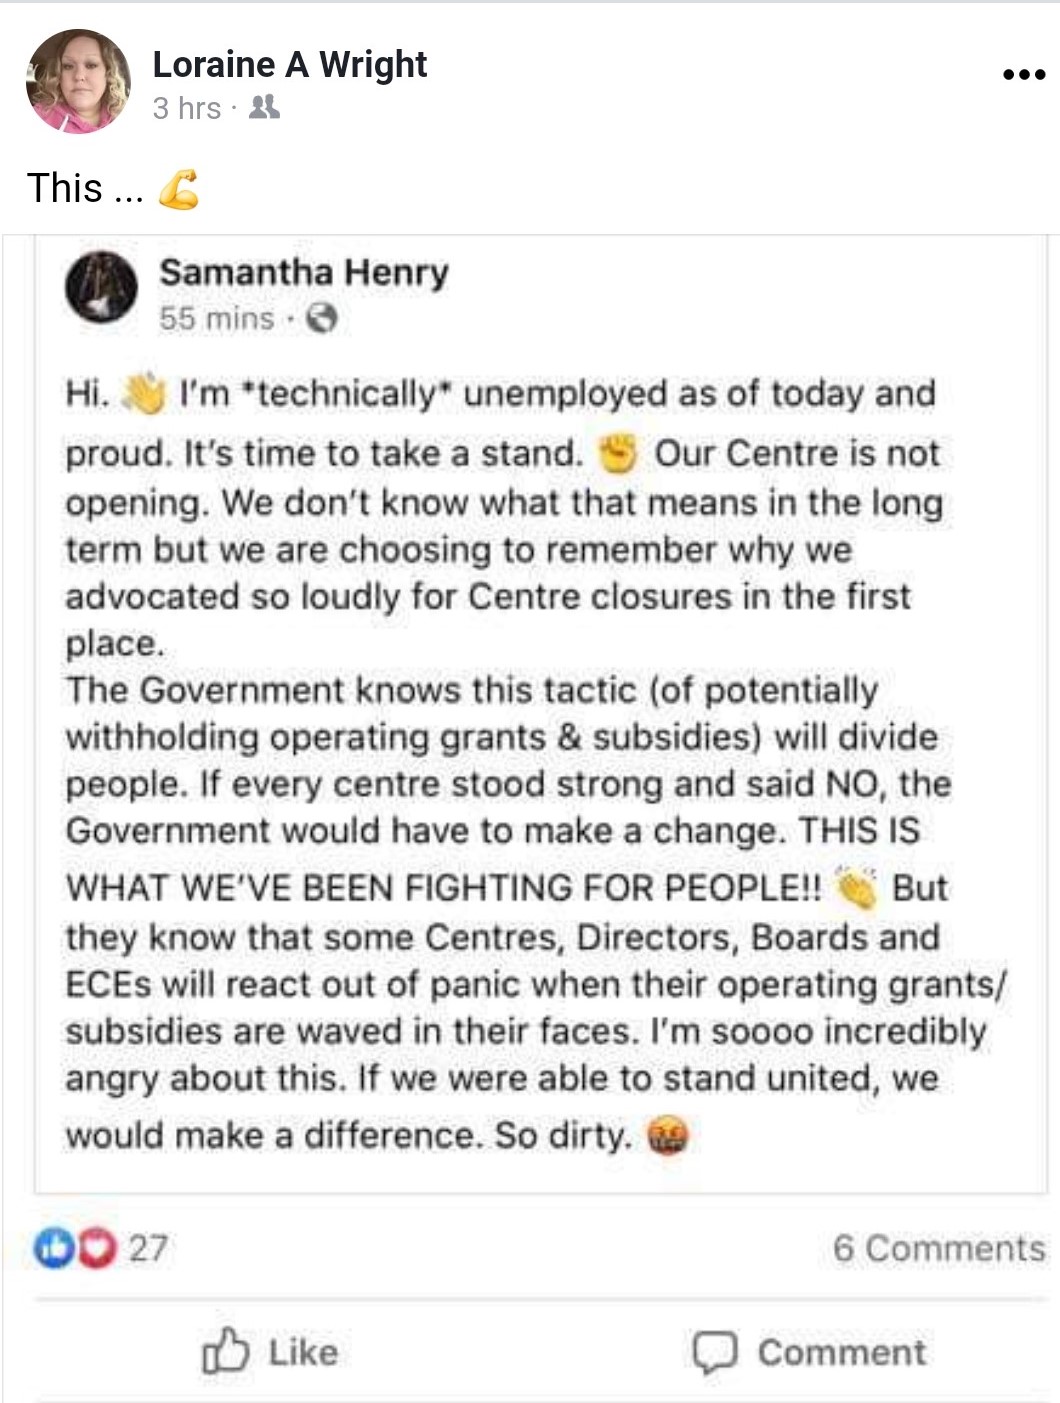 Loraine A Wright
3 hrs ·
This ... 💪
Samantha Henry
55 mins ·
Hi. 👋 I'm *technically* unemployed as of today and
proud. It's time to take a stand. ✊ Our Centre is not
opening. We don't know what that means in the long
term but we are choosing to remember why we
advocated so loudly for Centre closures in the first
place.
The Government knows this tactic (of potentially
withholding operating grants & subsidies) will divide
people. If every centre stood strong and said NO, the
Government would have to make a change. THIS IS
WHAT WE'VE BEEN FIGHTING FOR PEOPLE!! 👏 But
they know that some Centres, Directors, Boards and
ECEs will react out of panic when their operating grants/
subsidies are waved in their faces. I'm soooo incredibly
angry about this. If we were able to stand united, we
would make a difference. So dirty. 🤬
27
6 Comments
Like
Comment